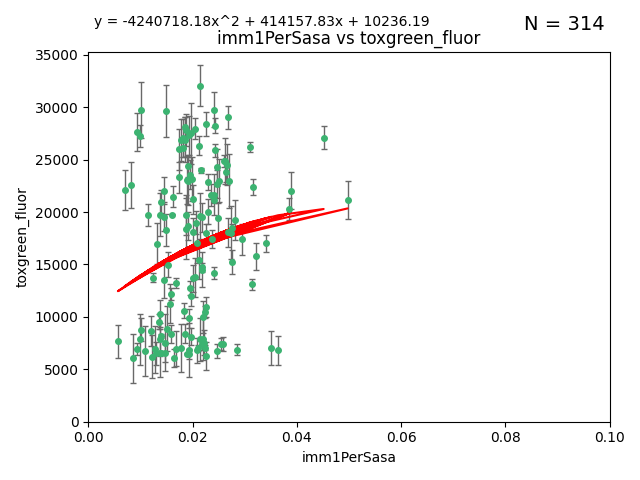 y = -4240718.18x^2 + 414157.83x + 10236.19
N = 314
imm1PerSasa vs toxgreen_fluor
35000
30000
25000
20000
15000
10000
5000
0
toxgreen_fluor
0.00 0.02 0.04 0.06 0.08 0.10
imm1PerSasa